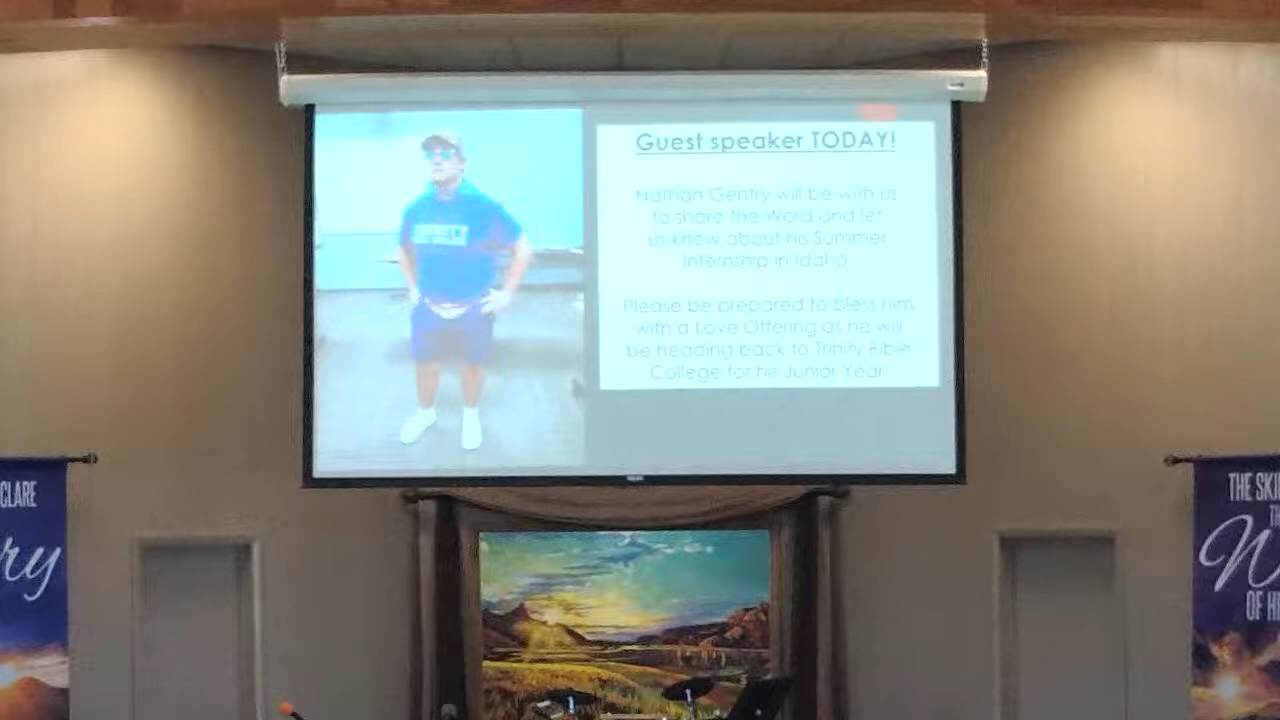 Guest speaker TODAY!
Nathan Gentry will be with us
to share the Word and let
us know about his Summer
Internship in Idaho
Please be prepared to bless him
with a Love Offering as he will
be heading back to Trinity Bible
College for his Junior Year
CLARE
ry
THE SKI
W
OF HE